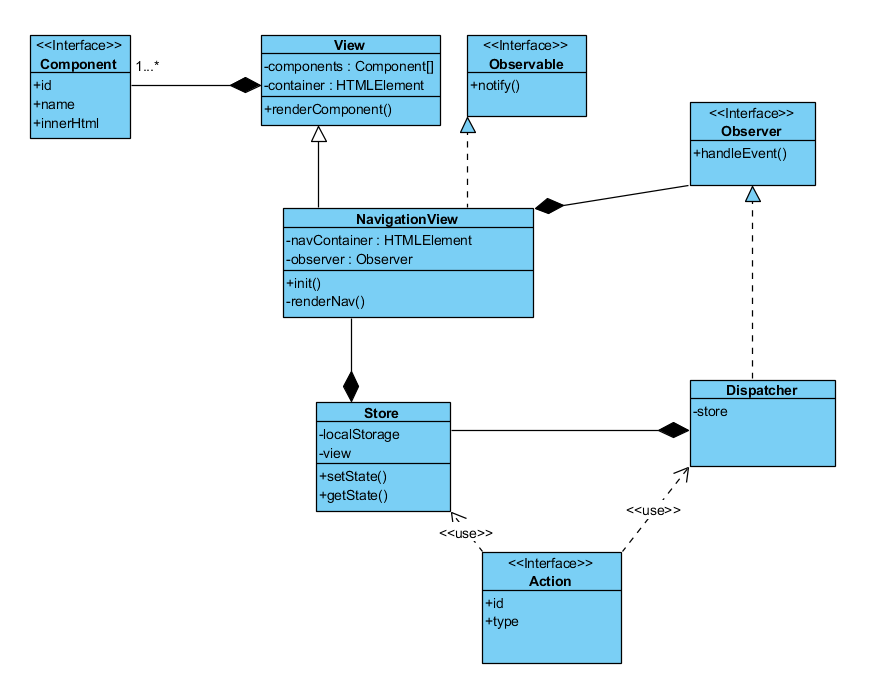 <<Interface>>
Component
+id
+name
+innerHtml
1...*
View
-components : Component[]
-container : HTMLElement
+renderComponent()
<<Interface>>
Observable
+notify()
<<Interface>>
Observer
+handleEvent()
NavigationView
-navContainer : HTMLElement
-observer : Observer
+init()
-renderNav()
Store
-localStorage
-view
+setState()
+getState()
Dispatcher
-store
<<use>>
<<use>>
<<Interface>>
Action
+id
+type